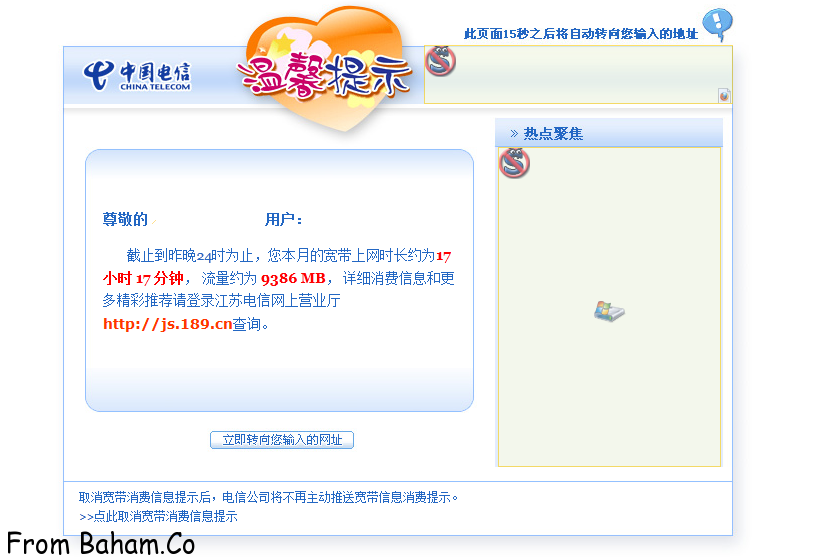 此页面15秒之后将自动转向您输入的地址
中国电信
CHINA TELECOM
温馨提示
» 热点聚焦
尊敬的 用户：
截止到昨晚24时为止，您本月的宽带上网时长约为17
小时 17 分钟， 流量约为 9386 MB， 详细消费信息和更
多精彩推荐请登录江苏电信网上营业厅
http://js.189.cn查询。
立即转向您输入的网址
取消宽带消费信息提示后，电信公司将不再主动推送宽带信息消费提示。
>>点此取消宽带消费信息提示
From Baham.Co